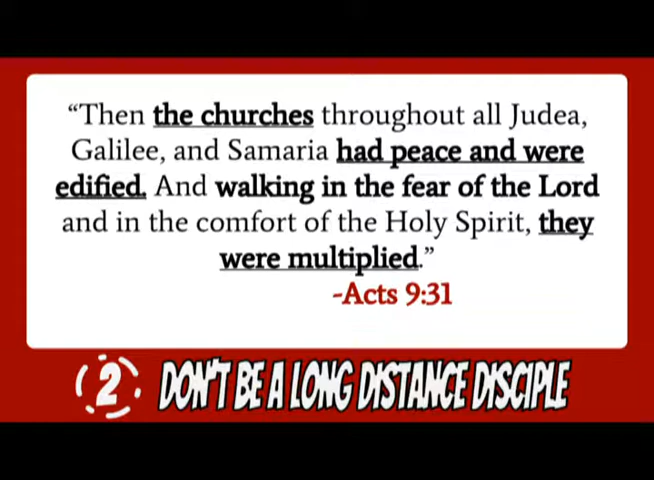 “Then the churches throughout all Judea,
Galilee, and Samaria had peace and were
edified. And walking in the fear of the Lord
and in the comfort of the Holy Spirit, they
were multiplied.”
-Acts 9:31
2 DON'T BE A LONG DISTANCE DISCIPLE